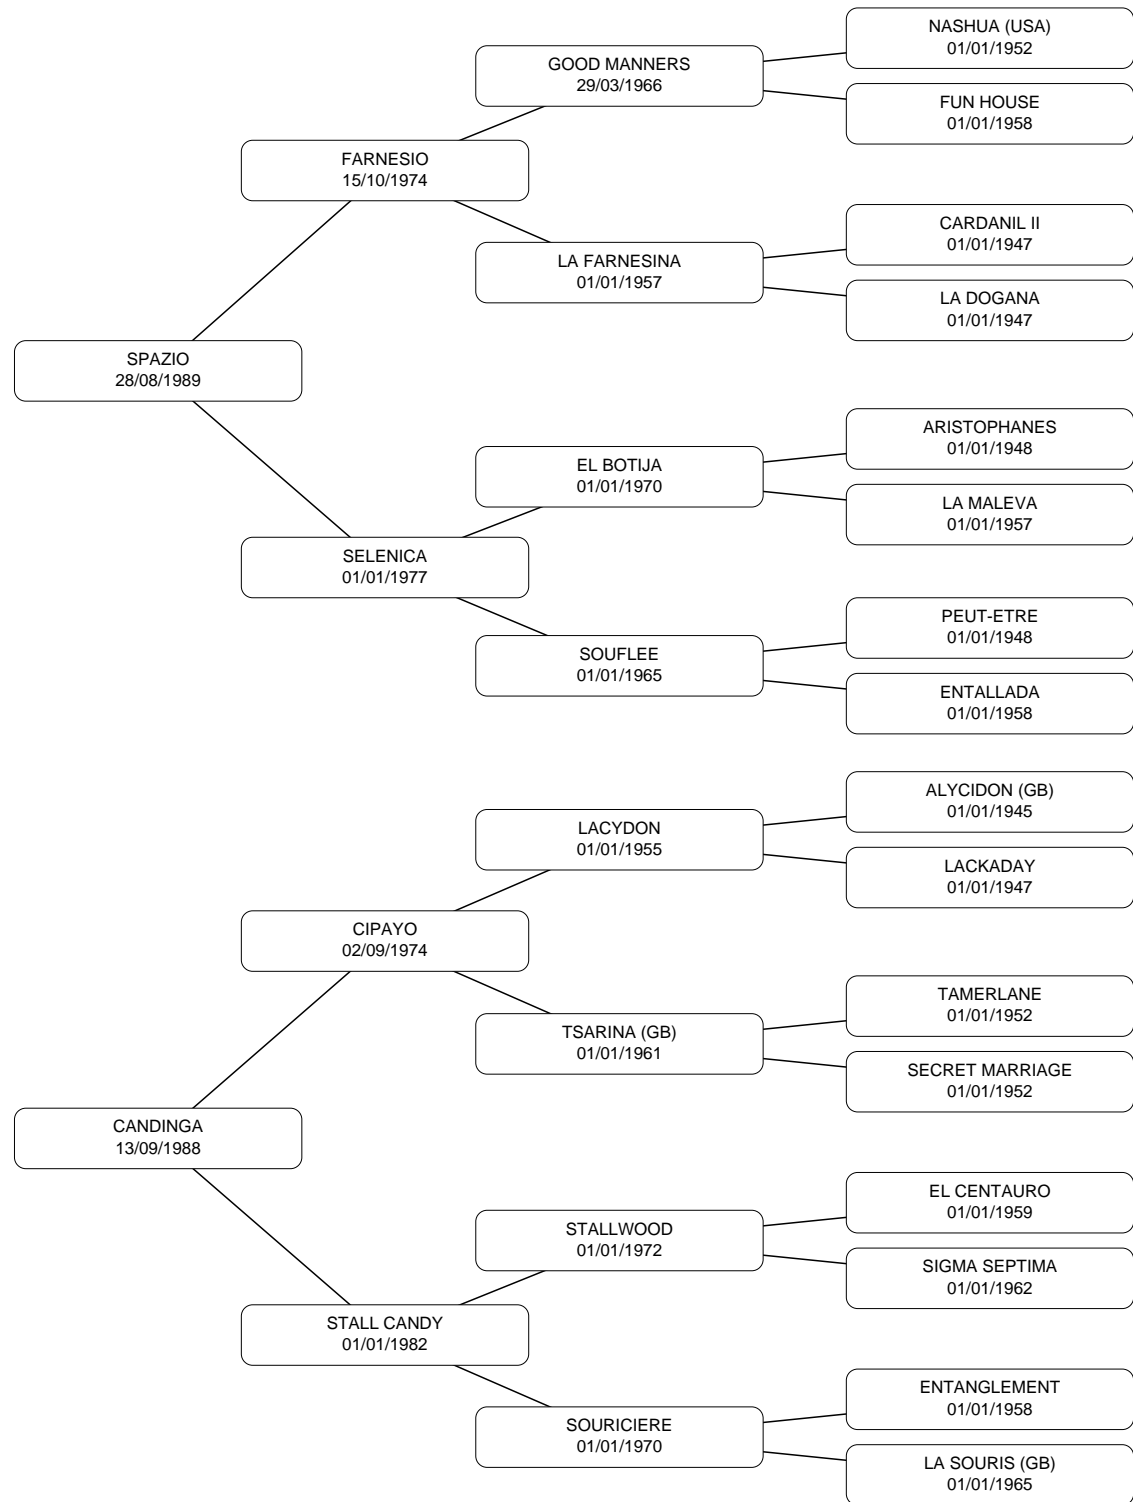 NASHUA (USA)
01/01/1952
GOOD MANNERS
29/03/1966
FUN HOUSE
01/01/1958
FARNESIO
15/10/1974
CARDANIL II
01/01/1947
LA FARNESINA
01/01/1957
LA DOGANA
01/01/1947
SPAZIO
28/08/1989
ARISTOPHANES
01/01/1948
EL BOTIJA
01/01/1970
LA MALEVA
01/01/1957
SELENICA
01/01/1977
PEUT-ETRE
01/01/1948
SOUFLEE
01/01/1965
ENTALLADA
01/01/1958
ALYCIDON (GB)
01/01/1945
LACYDON
01/01/1955
LACKADAY
01/01/1947
CIPAYO
02/09/1974
TAMERLANE
01/01/1952
TSARINA (GB)
01/01/1961
SECRET MARRIAGE
01/01/1952
CANDINGA
13/09/1988
EL CENTAURO
01/01/1959
STALLWOOD
01/01/1972
SIGMA SEPTIMA
01/01/1962
STALL CANDY
01/01/1982
ENTANGLEMENT
01/01/1958
SOURICIERE
01/01/1970
LA SOURIS (GB)
01/01/1965